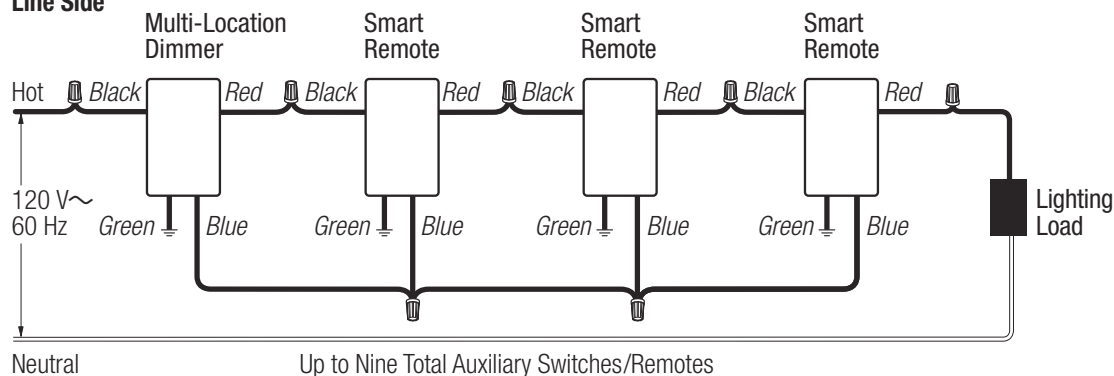 Line Side
Multi-Location Dimmer
Smart Remote
Smart Remote
Smart Remote
Hot
Black
Red
Black
Red
Black
Red
Black
Red
120 V~
60 Hz
Green
Blue
Green
Blue
Green
Blue
Green
Blue
Lighting Load
Neutral
Up to Nine Total Auxiliary Switches/Remotes